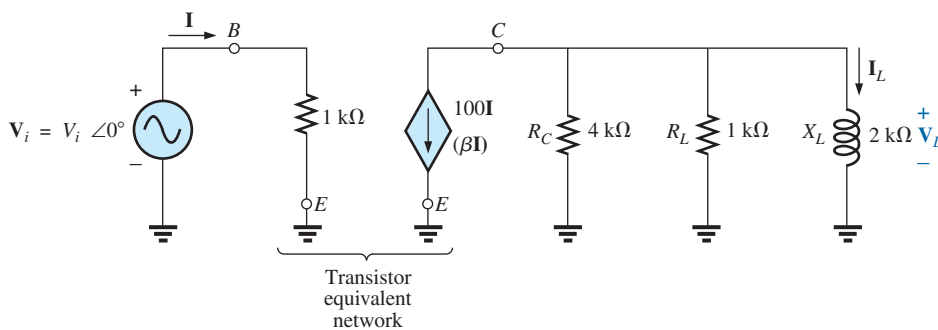 I
B
C
+
V_i = V_i ∠0°
–
1 kΩ
E
100I
(βI)
E
R_C 4 kΩ
R_L 1 kΩ
I_L
X_L 2 kΩ
+
V_L
–
Transistor
equivalent
network